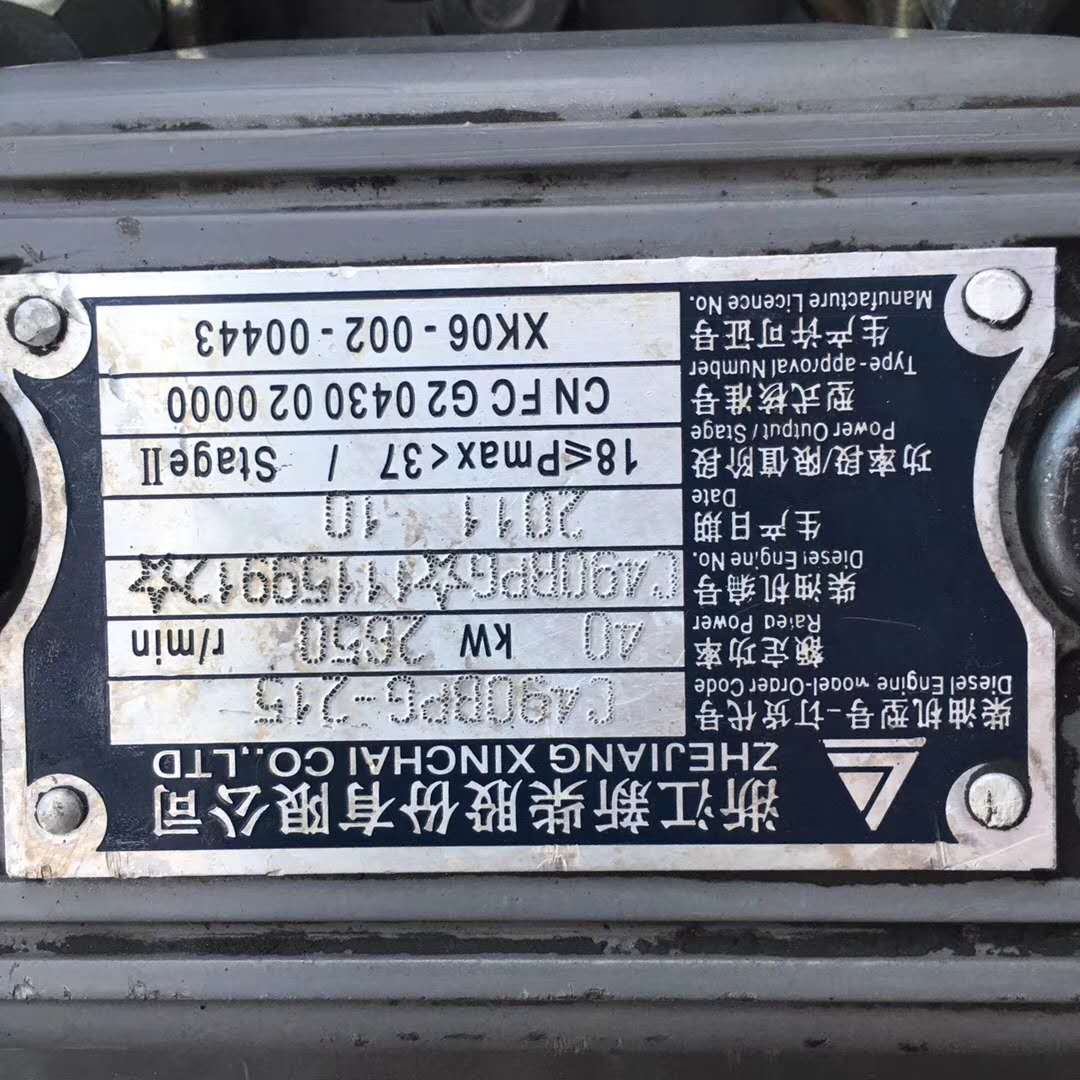 浙江新柴股份有限公司
ZHEJIANG XINCHAI CO.,LTD
柴油机型号-订货代号 C490BPG-215
Diesel Engine model-Order Code
额定功率 40 kW 2650 r/min
Rated Power
柴油机编号 C490BPG☆11159912☆
Diesel Engine No.
生产日期 2011 10
Date
功率段/限值阶段 18≤Pmax<37 / StageⅡ
Power Output / Stage
型式核准号 CN FC G2 0430 02 0000
Type-approval Number
生产许可证号 XK06-002-00443
Manufacture Licence No.